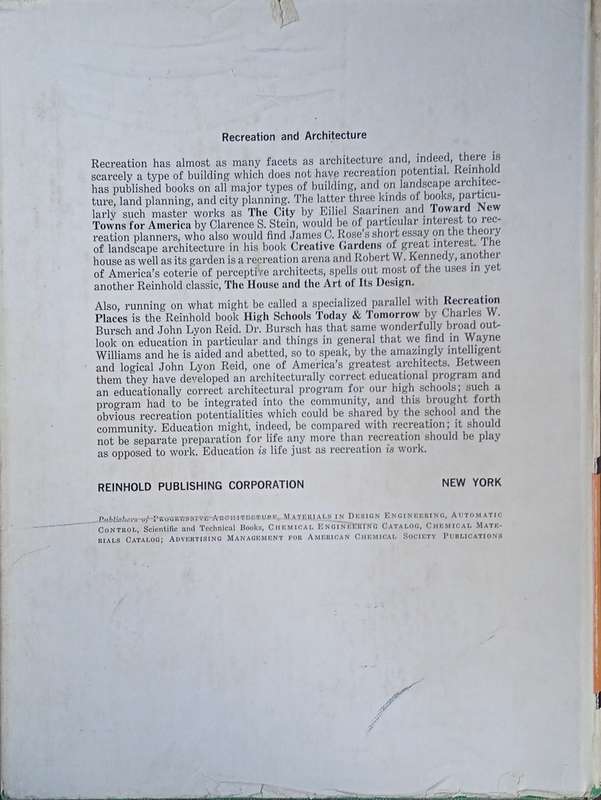 Recreation and Architecture
Recreation has almost as many facets as architecture and, indeed, there is
scarcely a type of building which does not have recreation potential. Reinhold
has published books on all major types of building, and on landscape architec-
ture, land planning, and city planning. The latter three kinds of books, particu-
larly such master works as The City by Eiliel Saarinen and Toward New
Towns for America by Clarence S. Stein, would be of particular interest to rec-
reation planners, who also would find James C. Rose's short essay on the theory
of landscape architecture in his book Creative Gardens of great interest. The
house as well as its garden is a recreation arena and Robert W. Kennedy, another
of America's coterie of perceptive architects, spells out most of the uses in yet
another Reinhold classic, The House and the Art of Its Design.
Also, running on what might be called a specialized parallel with Recreation
Places is the Reinhold book High Schools Today & Tomorrow by Charles W.
Bursch and John Lyon Reid. Dr. Bursch has that same wonderfully broad out-
look on education in particular and things in general that we find in Wayne
Williams and he is aided and abetted, so to speak, by the amazingly intelligent
and logical John Lyon Reid, one of America's greatest architects. Between
them they have developed an architecturally correct educational program and
an educationally correct architectural program for our high schools; such a
program had to be integrated into the community, and this brought forth
obvious recreation potentialities which could be shared by the school and the
community. Education might, indeed, be compared with recreation; it should
not be separate preparation for life any more than recreation should be play
as opposed to work. Education is life just as recreation is work.
REINHOLD PUBLISHING CORPORATION NEW YORK
Publishers of PROGRESSIVE ARCHITECTURE, MATERIALS IN DESIGN ENGINEERING, AUTOMATIC
CONTROL, Scientific and Technical Books, CHEMICAL ENGINEERING CATALOG, CHEMICAL MATE-
RIALS CATALOG; ADVERTISING MANAGEMENT FOR AMERICAN CHEMICAL SOCIETY PUBLICATIONS